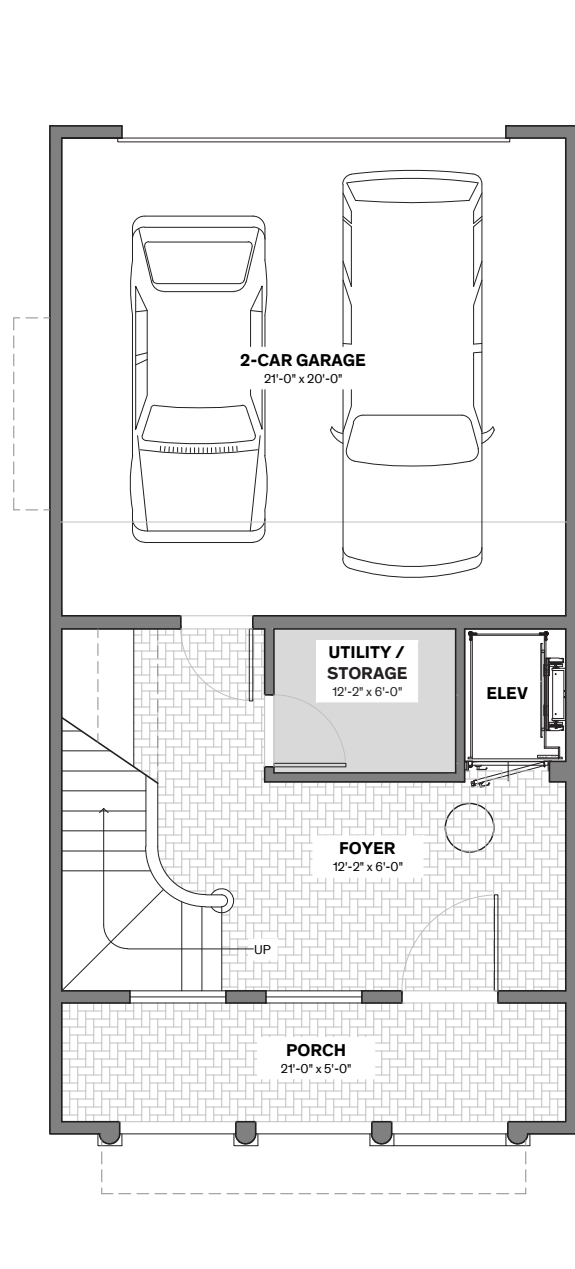 2-CAR GARAGE
21'-0" x 20'-0"
UTILITY /
STORAGE
12'-2" x 6'-0"
ELEV
FOYER
12'-2" x 6'-0"
UP
PORCH
21'-0" x 5'-0"